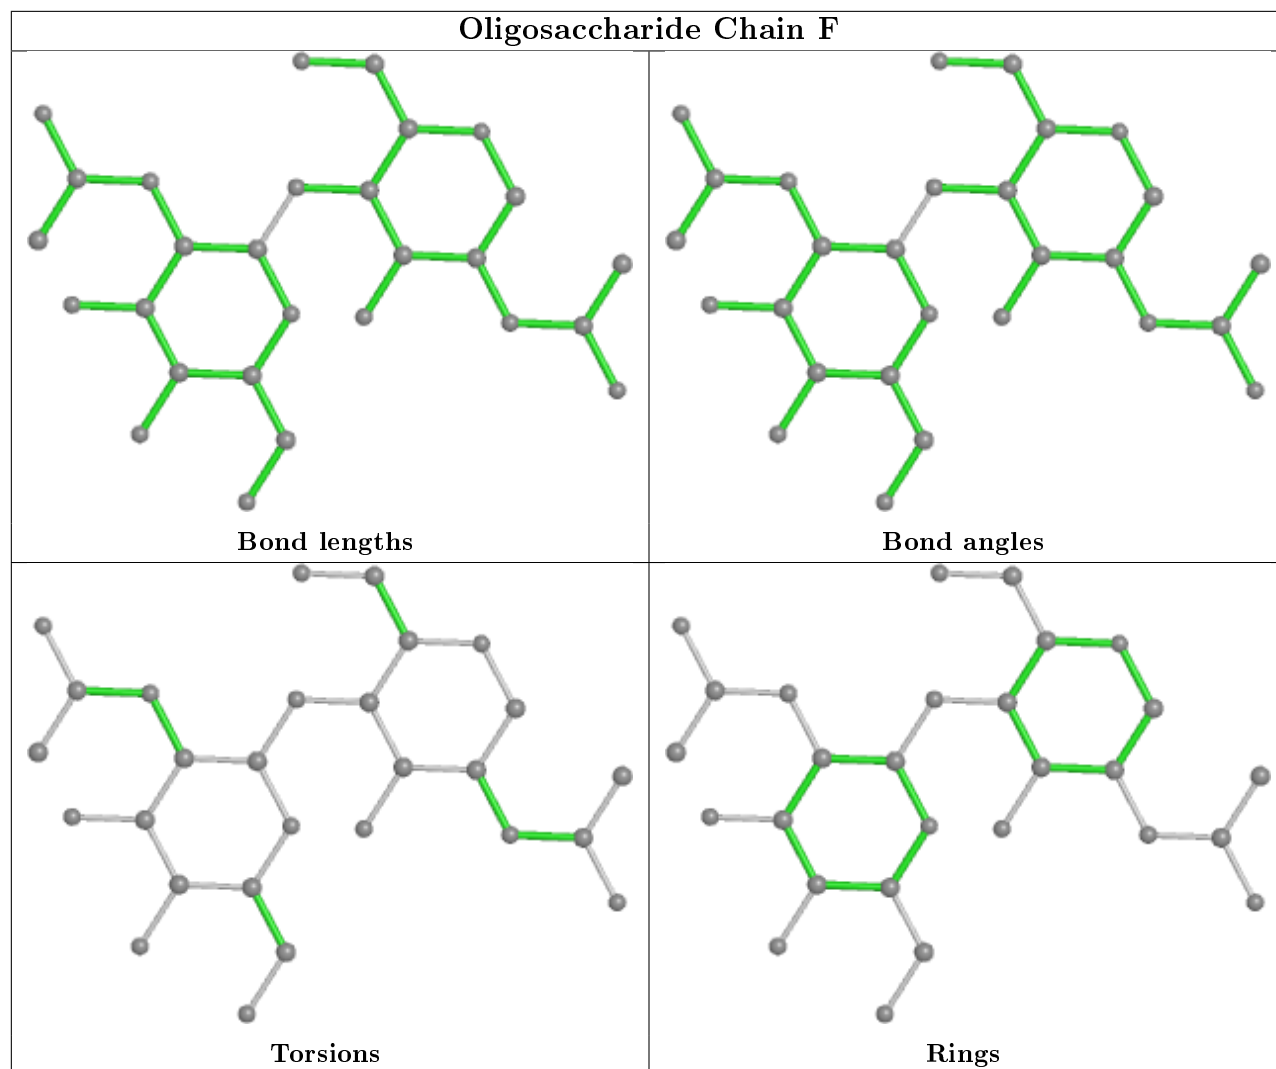 Oligosaccharide Chain F
Bond lengths
Bond angles
Torsions
Rings